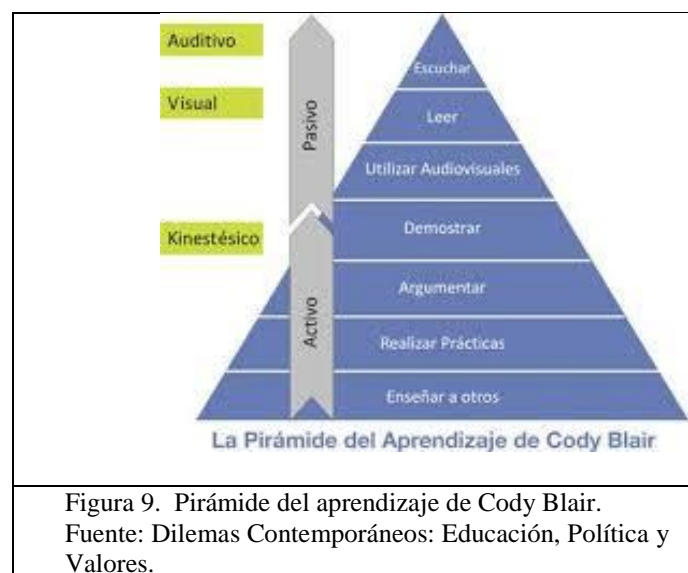 Auditivo
Visual
Kinestésico
Pasivo
Activo
Escuchar
Leer
Utilizar Audiovisuales
Demostrar
Argumentar
Realizar Prácticas
Enseñar a otros
La Pirámide del Aprendizaje de Cody Blair
Figura 9. Pirámide del aprendizaje de Cody Blair.
Fuente: Dilemas Contemporáneos: Educación, Política y
Valores.